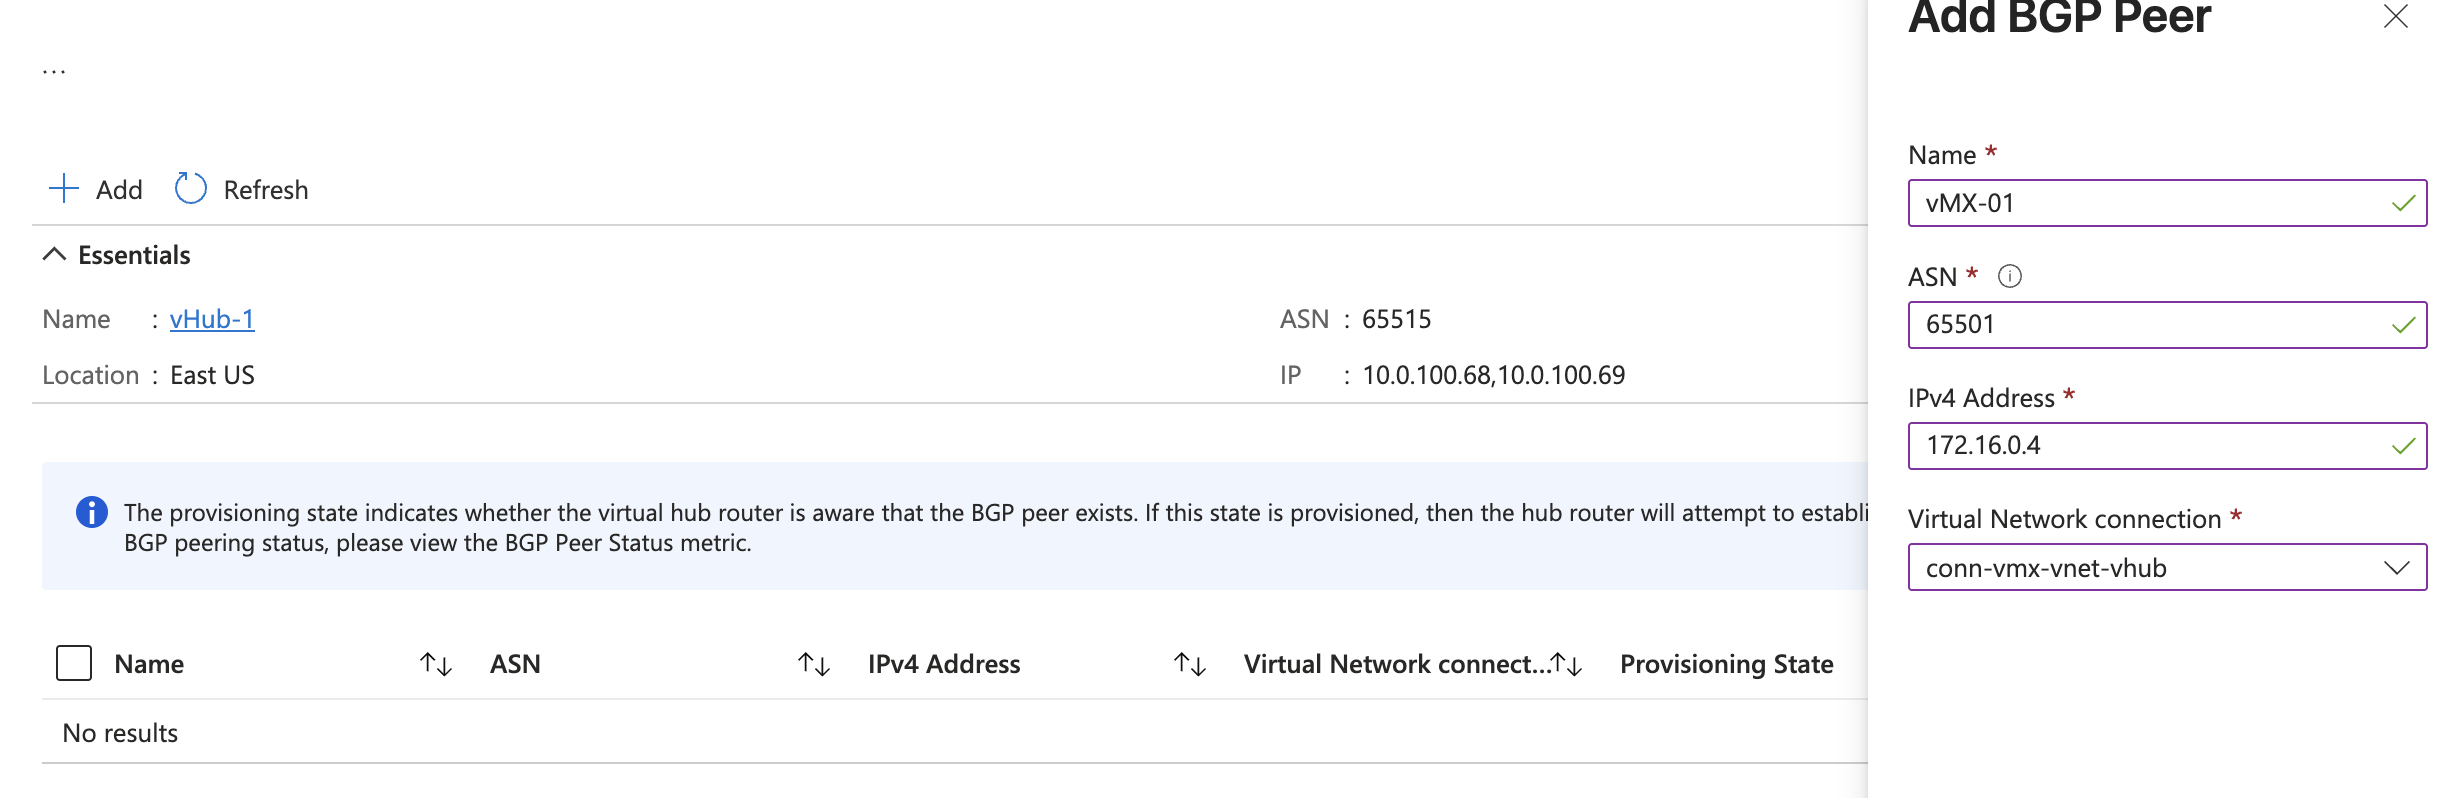 ...
Add
Refresh
Essentials
Name : vHub-1
ASN : 65515
Location : East US
IP : 10.0.100.68,10.0.100.69
The provisioning state indicates whether the virtual hub router is aware that the BGP peer exists. If this state is provisioned, then the hub router will attempt to establi
BGP peering status, please view the BGP Peer Status metric.
Name ASN IPv4 Address Virtual Network connect... Provisioning State
No results
Add BGP Peer
Name *
vMX-01
ASN *
65501
IPv4 Address *
172.16.0.4
Virtual Network connection *
conn-vmx-vnet-vhub